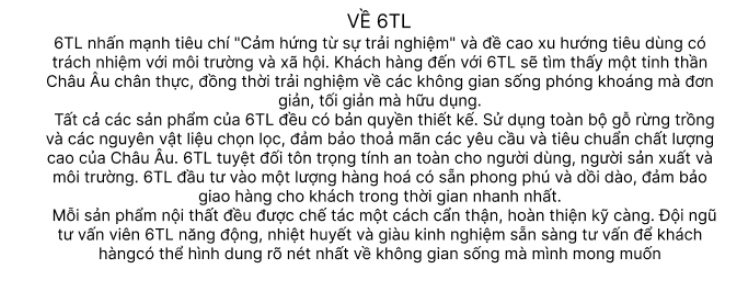 VỀ 6TL
6TL nhấn mạnh tiêu chí "Cảm hứng từ sự trải nghiệm" và đề cao xu hướng tiêu dùng có
trách nhiệm với môi trường và xã hội. Khách hàng đến với 6TL sẽ tìm thấy một tinh thần
Châu Âu chân thực, đồng thời trải nghiệm về các không gian sống phóng khoáng mà đơn
giản, tối giản mà hữu dụng.
Tất cả các sản phẩm của 6TL đều có bản quyền thiết kế. Sử dụng toàn bộ gỗ rừng trồng
và các nguyên vật liệu chọn lọc, đảm bảo thoả mãn các yêu cầu và tiêu chuẩn chất lượng
cao của Châu Âu. 6TL tuyệt đối tôn trọng tính an toàn cho người dùng, người sản xuất và
môi trường. 6TL đầu tư vào một lượng hàng hoá có sẵn phong phú và dồi dào, đảm bảo
giao hàng cho khách trong thời gian nhanh nhất.
Mỗi sản phẩm nội thất đều được chế tác một cách cẩn thận, hoàn thiện kỹ càng. Đội ngũ
tư vấn viên 6TL năng động, nhiệt huyết và giàu kinh nghiệm sẵn sàng tư vấn để khách
hàngcó thể hình dung rõ nét nhất về không gian sống mà mình mong muốn